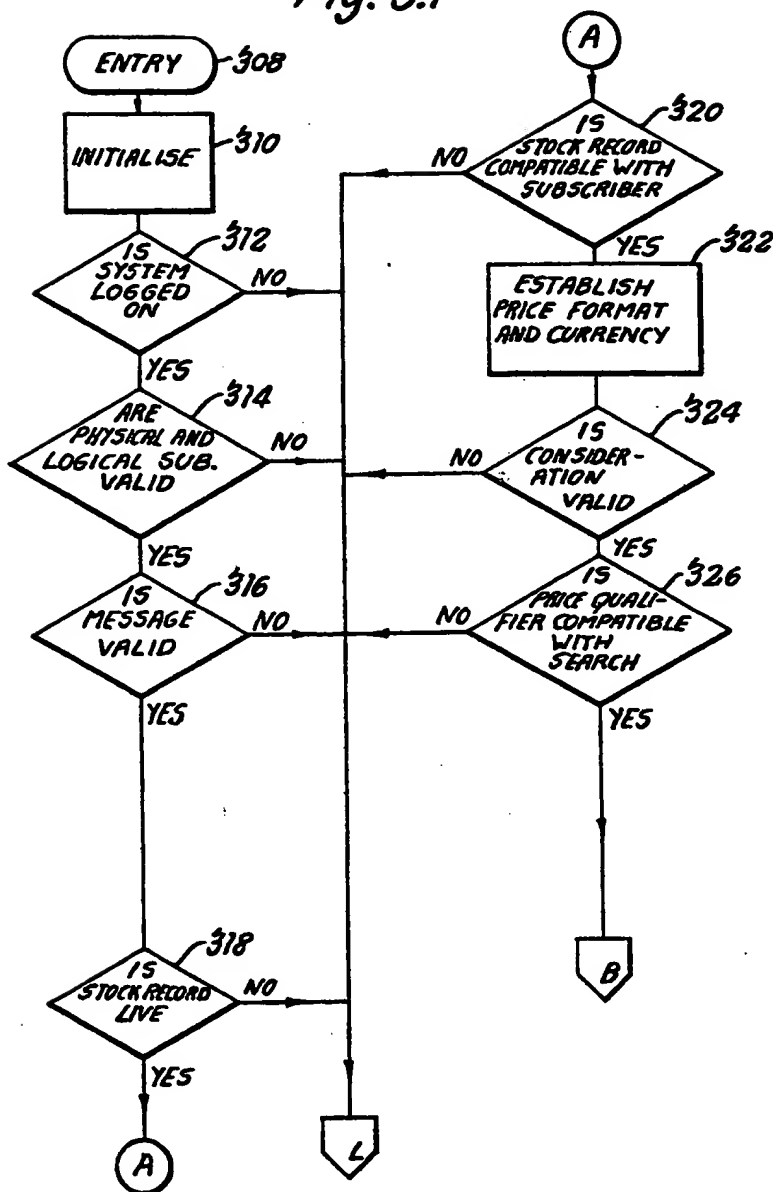 Fig.
ENTRY
308
INITIALISE
310
IS
SYSTEM
LOGGED
ON
312
NO
YES
ARE
PHYSICAL AND
LOGICAL SUB.
VALID
314
NO
YES
IS
MESSAGE
VALID
316
NO
YES
IS
STOCK RECORD
LIVE
318
NO
YES
A
L
A
IS
STOCK RECORD
COMPATIBLE WITH
SUBSCRIBER
320
NO
YES
ESTABLISH
PRICE FORMAT
AND CURRENCY
322
IS
CONSIDER-
ATION
VALID
324
NO
YES
IS
PRICE QUALI-
FIER COMPATIBLE
WITH
SEARCH
326
NO
YES
B